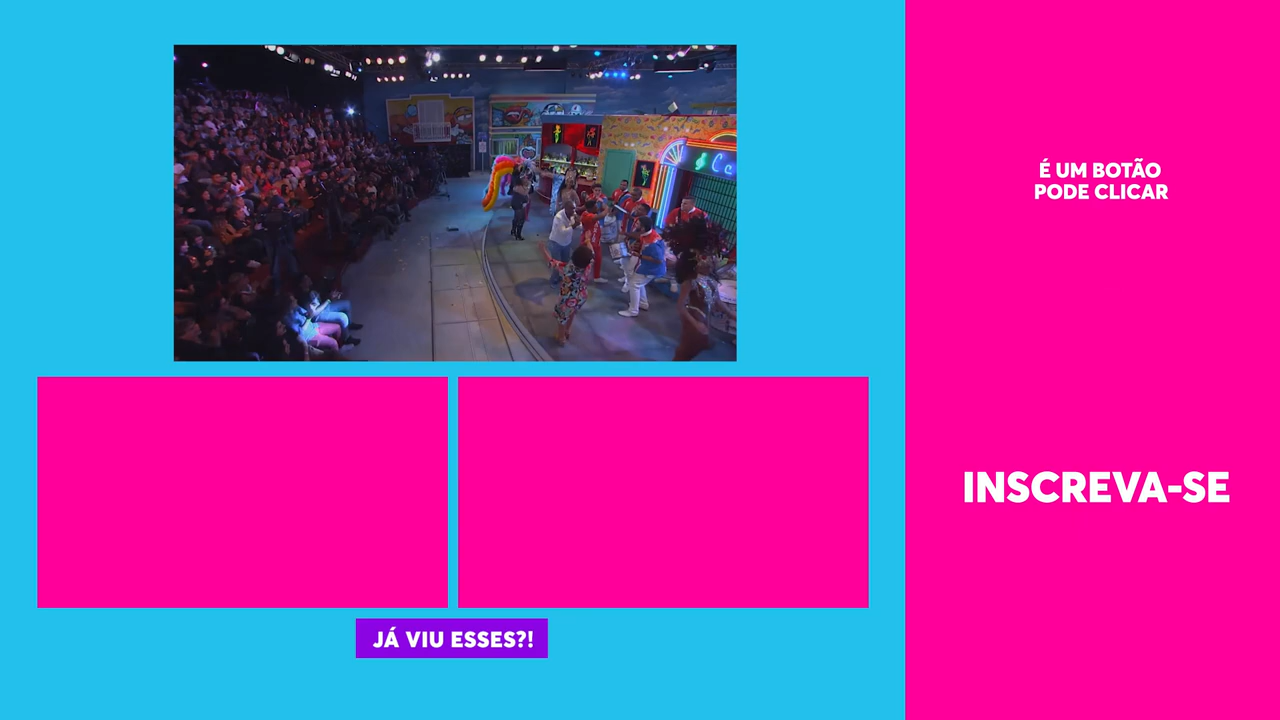 É UM BOTÃO
PODE CLICAR
INSCREVA-SE
JÁ VIU ESSES?!